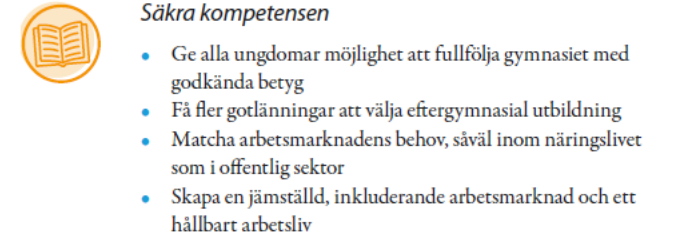 Säkra kompetensen
• Ge alla ungdomar möjlighet att fullfölja gymnasiet med
godkända betyg
• Få fler gotlänningar att välja eftergymnasial utbildning
• Matcha arbetsmarknadens behov, såväl inom näringslivet
som i offentlig sektor
• Skapa en jämställd, inkluderande arbetsmarknad och ett
hållbart arbetsliv